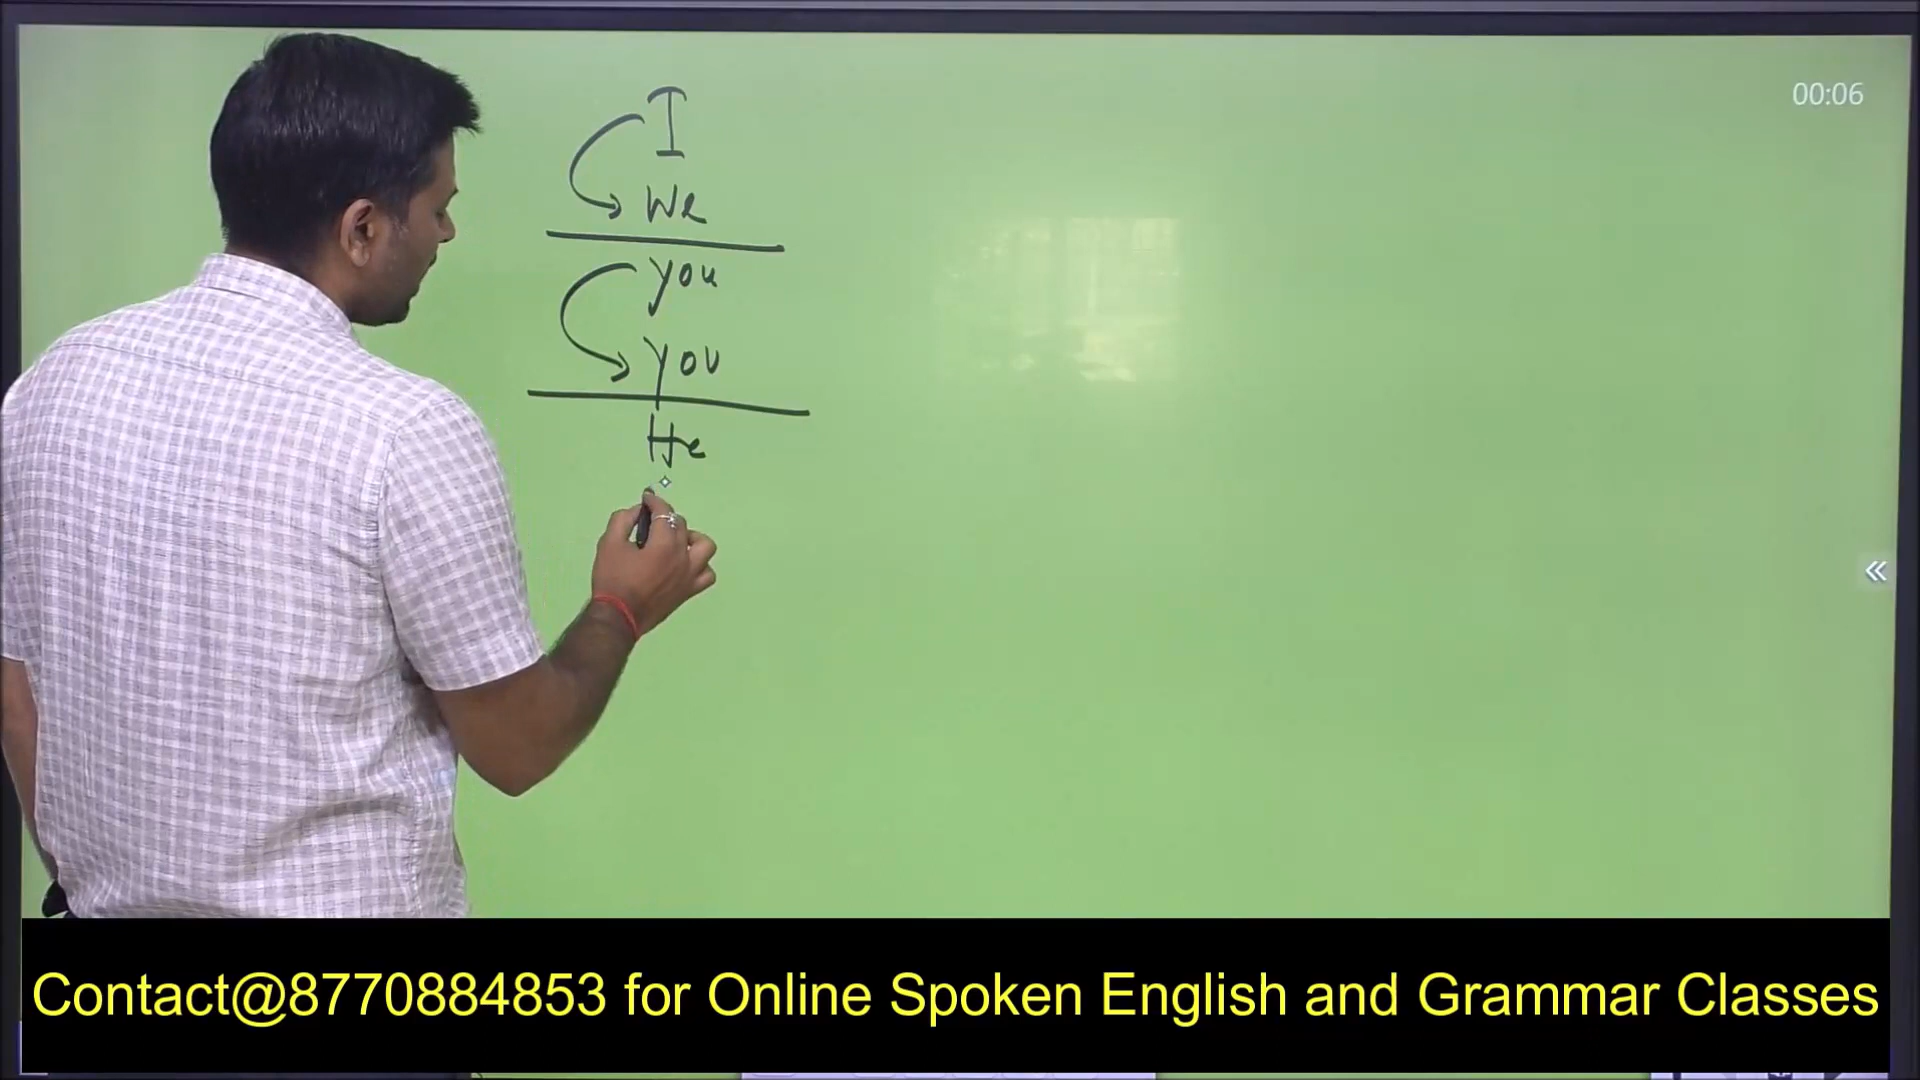 00:06
I
We
you
you
He
Contact@8770884853 for Online Spoken English and Grammar Classes